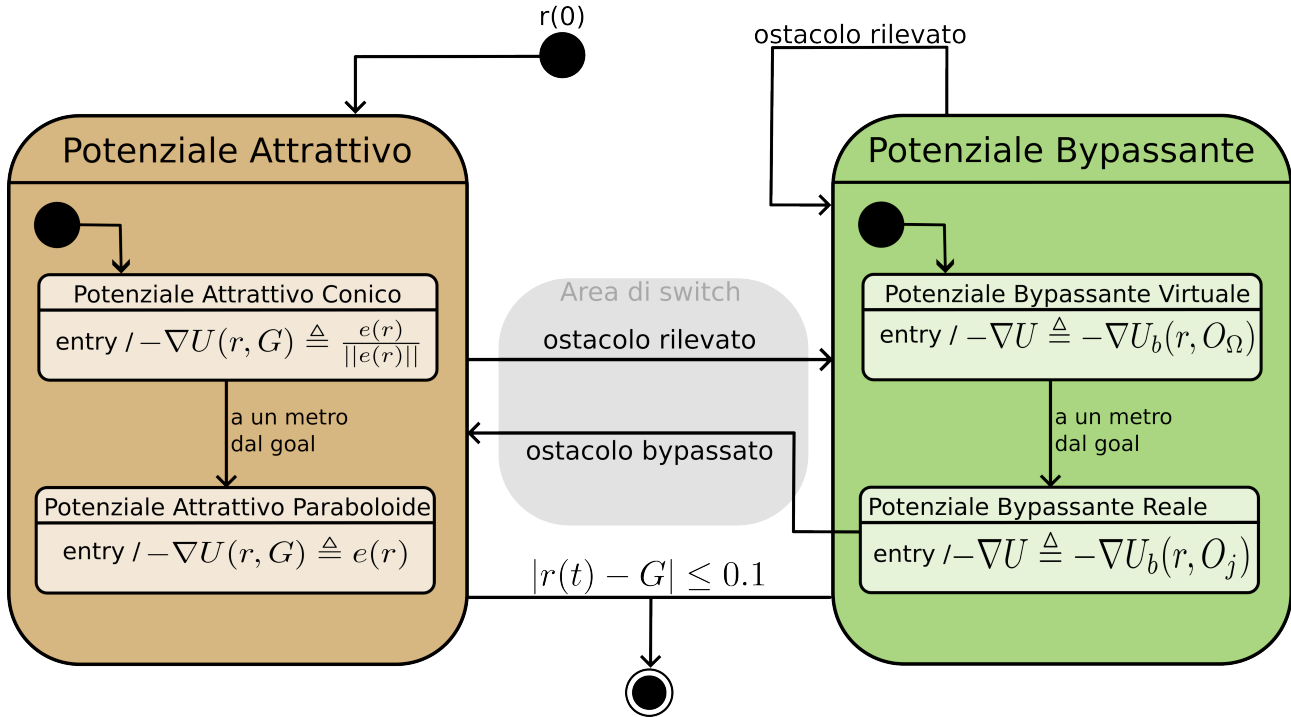 r(0)
ostacolo rilevato
Potenziale Attrattivo
Potenziale Attrattivo Conico
entry / −∇U(r, G) ≜ e(r)/||e(r)||
a un metro
dal goal
Potenziale Attrattivo Paraboloide
entry / −∇U(r, G) ≜ e(r)
Area di switch
ostacolo rilevato
ostacolo bypassato
|r(t) − G| ≤ 0.1
Potenziale Bypassante
Potenziale Bypassante Virtuale
entry / −∇U ≜ −∇U_b(r, O_Ω)
a un metro
dal goal
Potenziale Bypassante Reale
entry /−∇U ≜ −∇U_b(r, O_j)